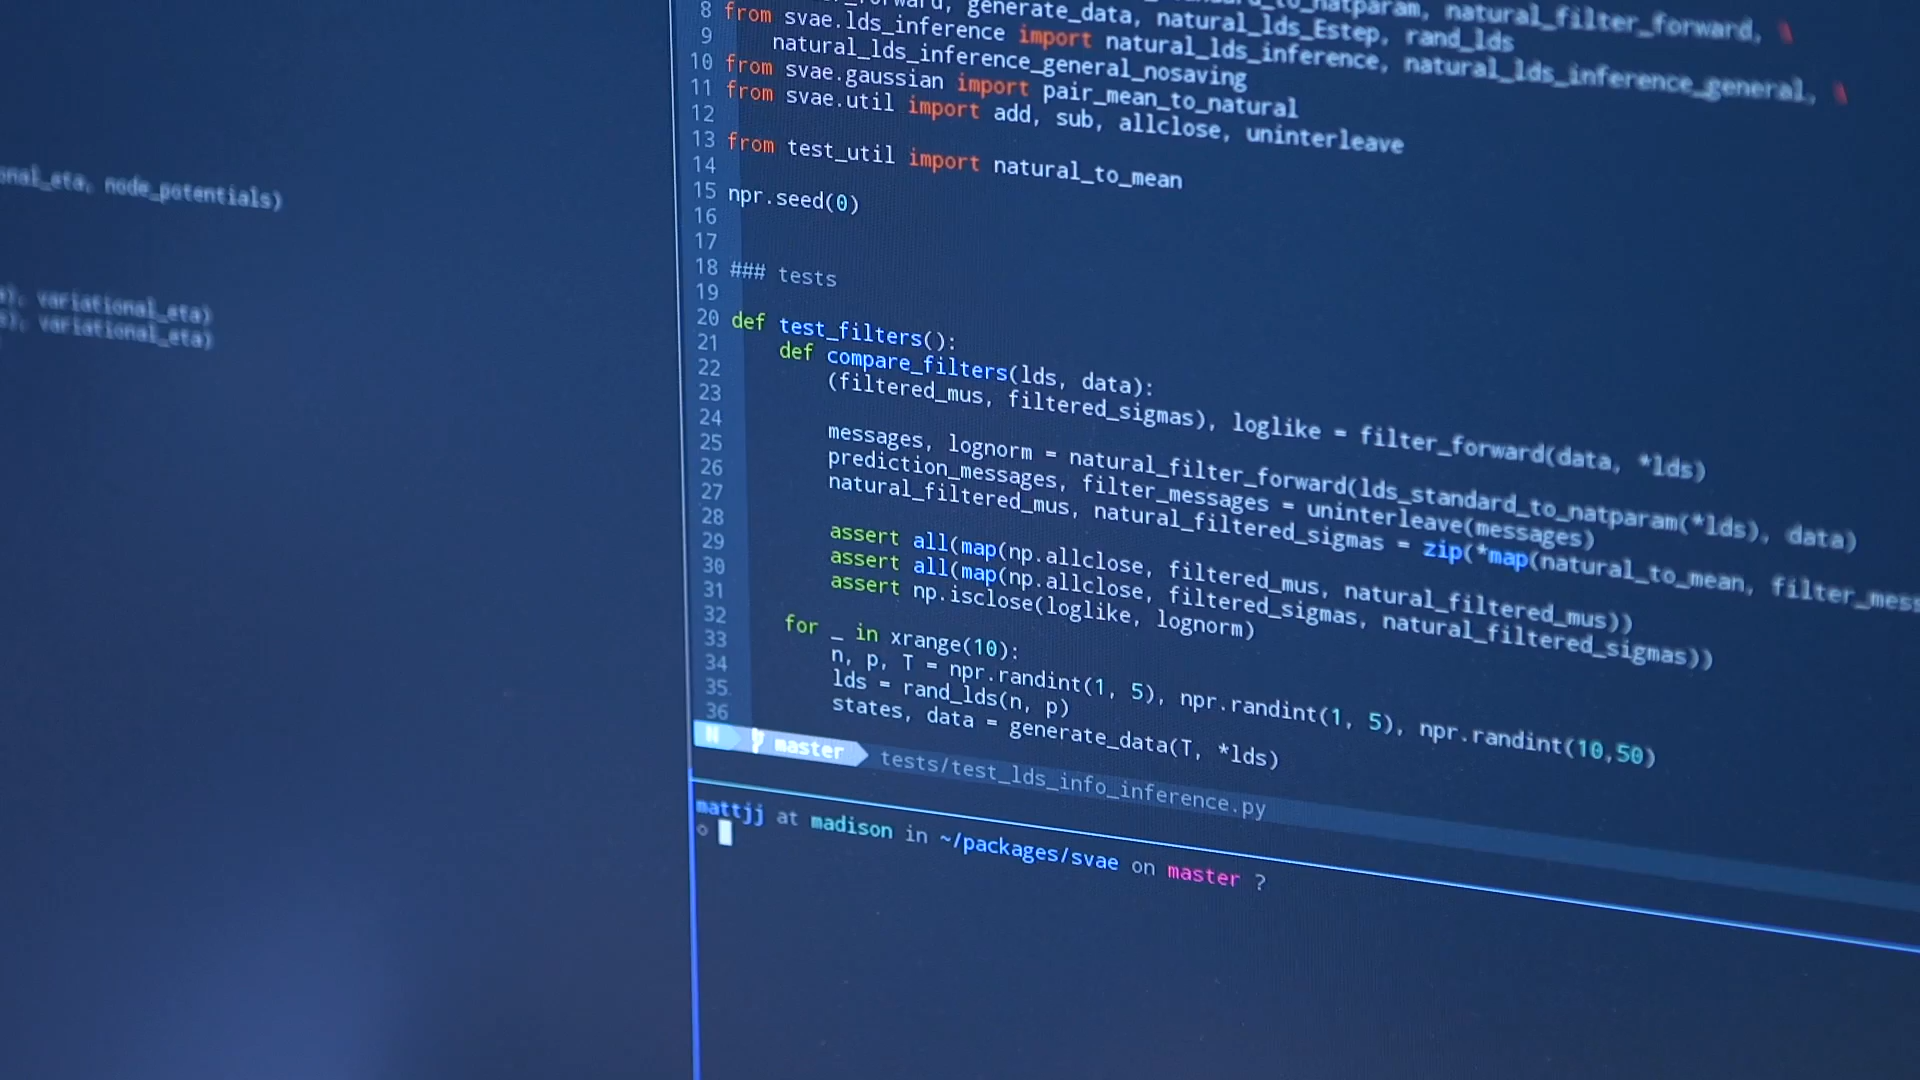 node_potentials)
variational_eta)
variational_eta)
8 from svae.lds_inference import natural_lds_inference, natural_lds_inference_general, \
generate_data, natural_lds_Estep, rand_lds
9 natural_lds_inference_general_nosaving
10 from svae.gaussian import pair_mean_to_natural
11 from svae.util import add, sub, allclose, uninterleave
12
13 from test_util import natural_to_mean
14
15 npr.seed(0)
16
17
18 ### tests
19
20 def test_filters():
21 def compare_filters(lds, data):
22 (filtered_mus, filtered_sigmas), loglike = filter_forward(data, *lds)
23
24 messages, lognorm = natural_filter_forward(lds_standard_to_natparam(*lds), data)
25 prediction_messages, filter_messages = uninterleave(messages)
26 natural_filtered_mus, natural_filtered_sigmas = zip(*map(natural_to_mean, filter_mess
27
28 assert all(map(np.allclose, filtered_mus, natural_filtered_mus))
29 assert all(map(np.allclose, filtered_sigmas, natural_filtered_sigmas))
30 assert np.isclose(loglike, lognorm)
31
32 for _ in xrange(10):
33 n, p, T = npr.randint(1, 5), npr.randint(1, 5), npr.randint(10,50)
34 lds = rand_lds(n, p)
35 states, data = generate_data(T, *lds)
36
N master tests/test_lds_info_inference.py
mattjj at madison in ~/packages/svae on master ?